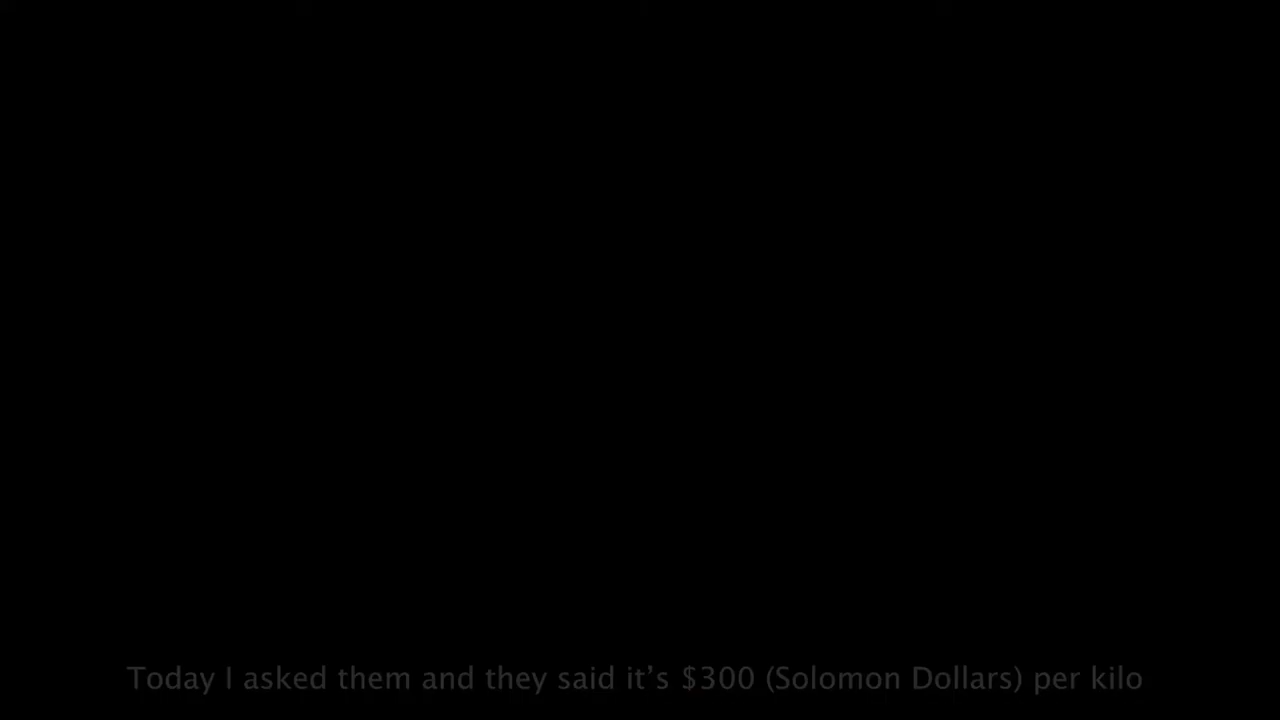 Today I asked them and they said it’s $300 (Solomon Dollars) per kilo